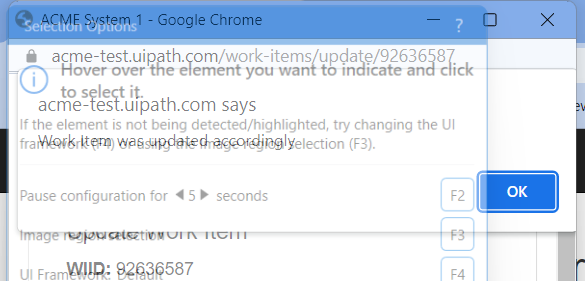 ACME System 1 - Google Chrome
Selection Options
?
acme-test.uipath.com/work-items/update/92636587
Hover over the element you want to indicate and click
to select it.
acme-test.uipath.com says
If the element is not being detected/highlighted, try changing the UI
framework (F4) or using the image region selection (F3).
Work Item was updated accordingly
Pause configuration for 5 seconds
F2
OK
Update Work Item
Image region selection
F3
WIID: 92636587
UI Framework: Default
F4